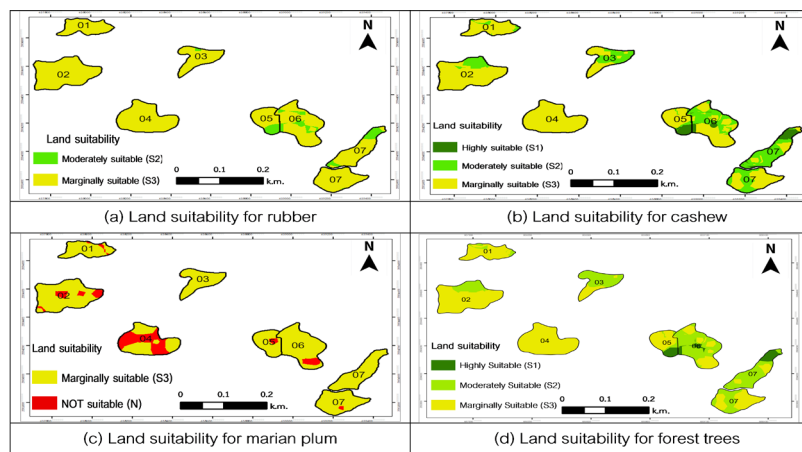 01
02
03
04
05
06
07
07
N
Land suitability
Moderately suitable (S2)
Marginally suitable (S3)
0 0.1 0.2
k.m.
(a) Land suitability for rubber
01
02
03
04
05
06
07
07
N
Land suitability
Highly suitable (S1)
Moderately suitable (S2)
Marginally suitable (S3)
0 0.1 0.2
k.m.
(b) Land suitability for cashew
01
02
03
04
05
06
07
07
N
Land suitability
Marginally suitable (S3)
NOT suitable (N)
0 0.1 0.2
k.m.
(c) Land suitability for marian plum
01
02
03
04
05
06
07
07
N
Land suitability
Highly Suitable (S1)
Moderately Suitable (S2)
Marginally Suitable (S3)
0 0.1 0.2
k.m.
(d) Land suitability for forest trees